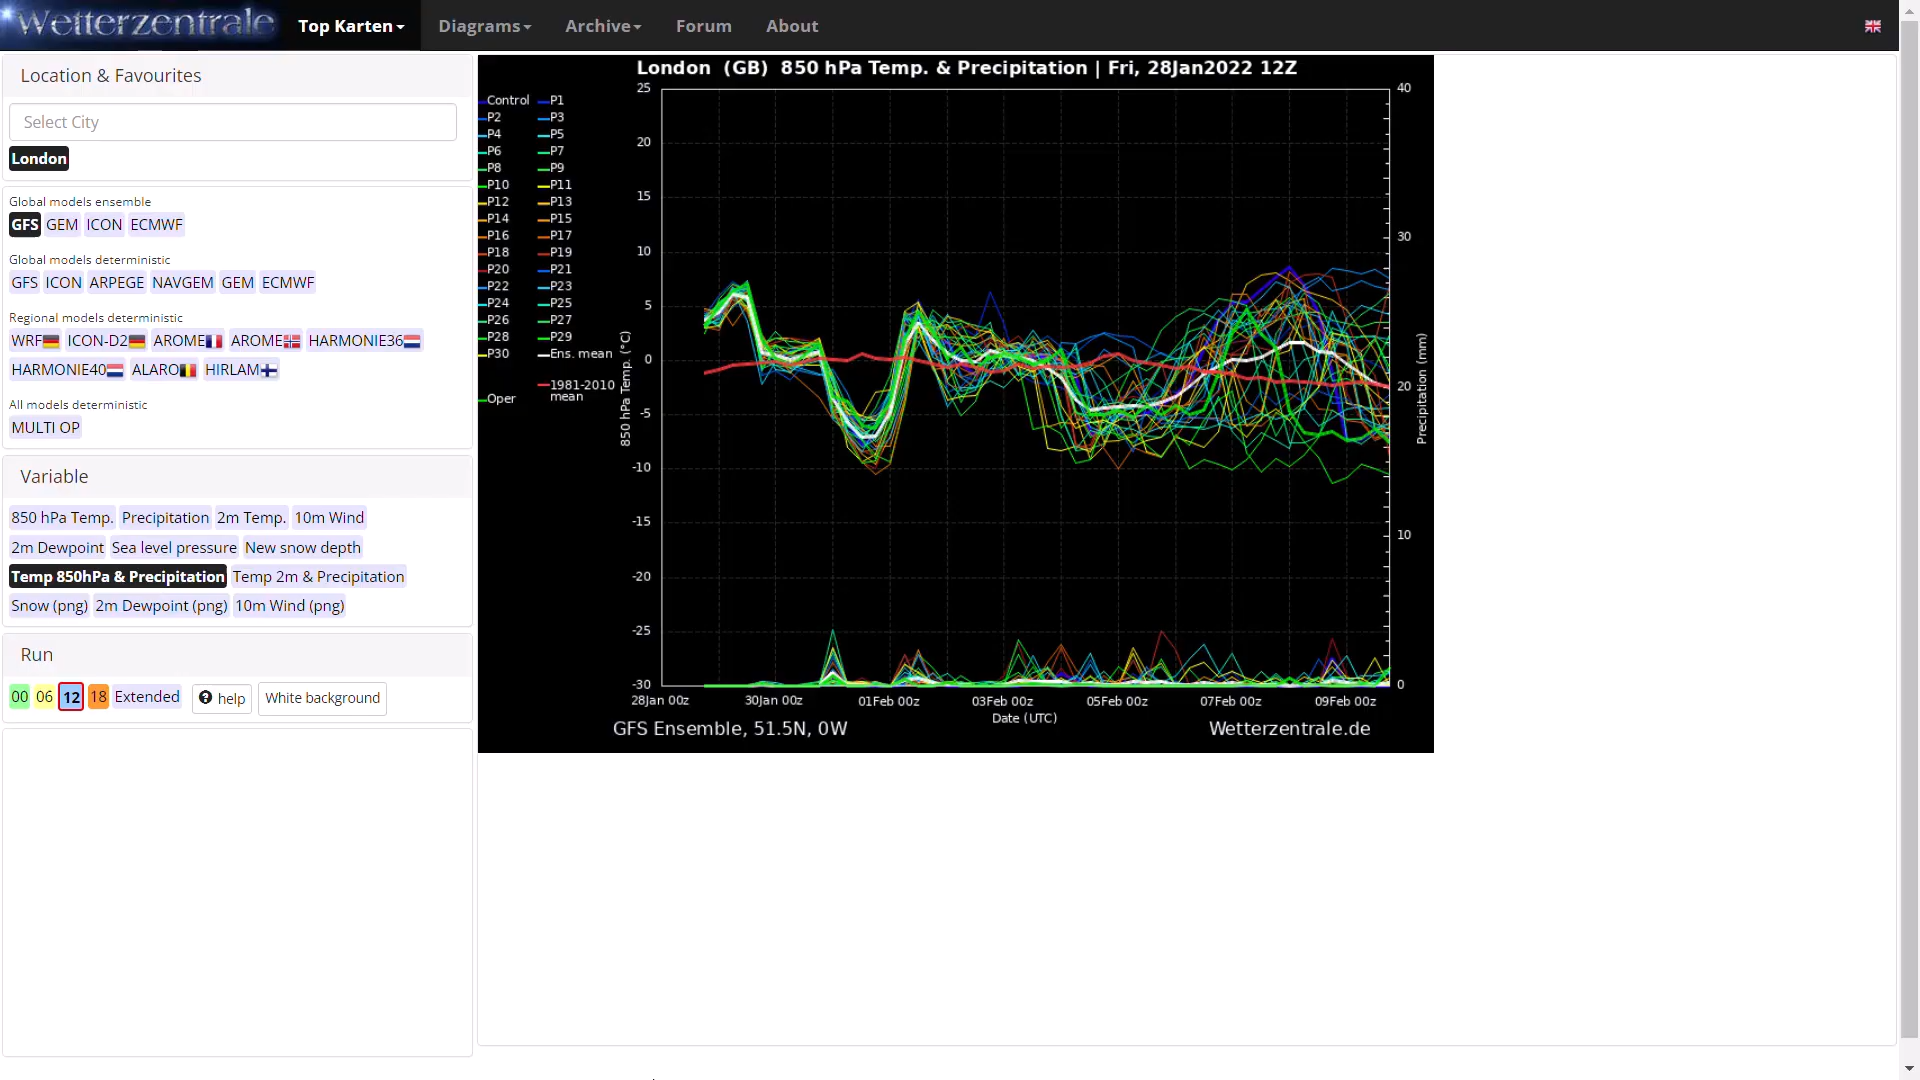 Wetterzentrale
Top Karten
Diagrams
Archive
Forum
About
Location & Favourites
Select City
London
Global models ensemble
GFS GEM ICON ECMWF
Global models deterministic
GFS ICON ARPEGE NAVGEM GEM ECMWF
Regional models deterministic
WRF ICON-D2 AROME AROME HARMONIE36
HARMONIE40 ALARO HIRLAM
All models deterministic
MULTI OP
Variable
850 hPa Temp. Precipitation 2m Temp. 10m Wind
2m Dewpoint Sea level pressure New snow depth
Temp 850hPa & Precipitation Temp 2m & Precipitation
Snow (png) 2m Dewpoint (png) 10m Wind (png)
Run
00 06 12 18 Extended help White background
London (GB) 850 hPa Temp. & Precipitation | Fri, 28Jan2022 12Z
Control P1
P2 P3
P4 P5
P6 P7
P8 P9
P10 P11
P12 P13
P14 P15
P16 P17
P18 P19
P20 P21
P22 P23
P24 P25
P26 P27
P28 P29
P30 Ens. mean
1981-2010
mean
Oper
850 hPa Temp. (°C)
25
20
15
10
5
0
-5
-10
-15
-20
-25
-30
40
30
20
10
0
Precipitation (mm)
28Jan 00z 30Jan 00z 01Feb 00z 03Feb 00z 05Feb 00z 07Feb 00z 09Feb 00z
Date (UTC)
GFS Ensemble, 51.5N, 0W
Wetterzentrale.de